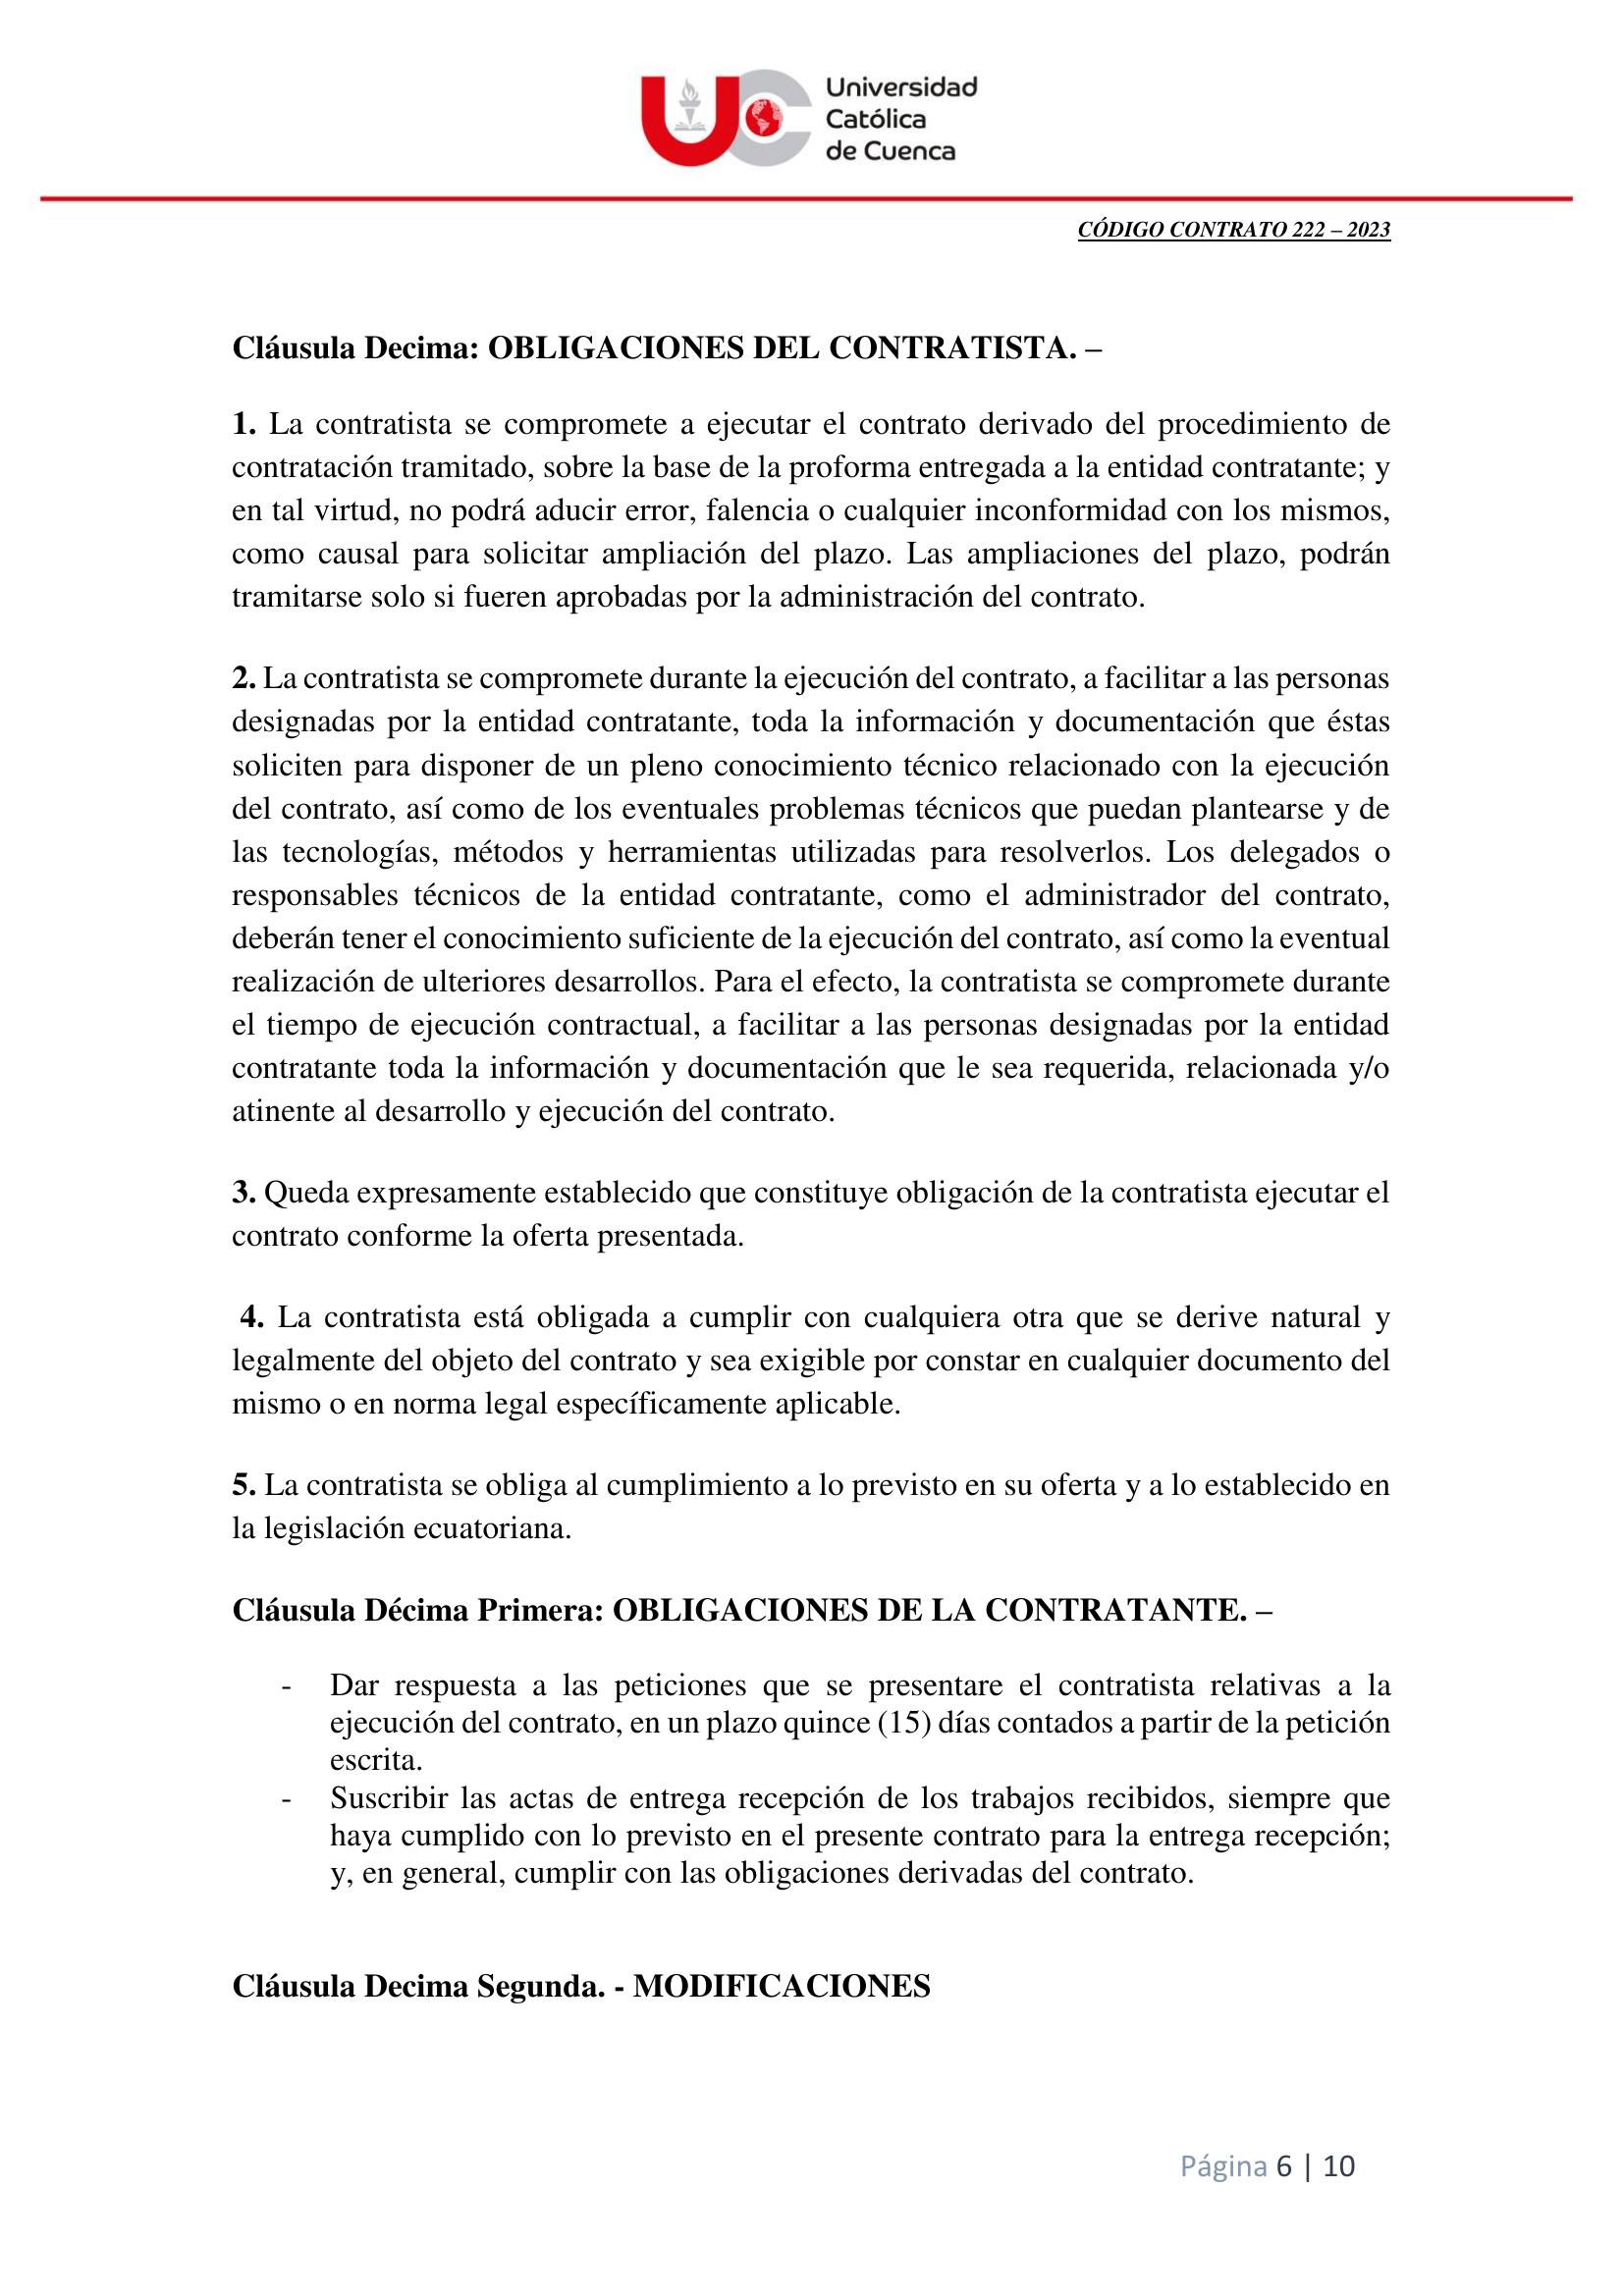 Universidad
Católica
de Cuenca
CÓDIGO CONTRATO 222 – 2023
Cláusula Decima: OBLIGACIONES DEL CONTRATISTA. –
1. La contratista se compromete a ejecutar el contrato derivado del procedimiento de
contratación tramitado, sobre la base de la proforma entregada a la entidad contratante; y
en tal virtud, no podrá aducir error, falencia o cualquier inconformidad con los mismos,
como causal para solicitar ampliación del plazo. Las ampliaciones del plazo, podrán
tramitarse solo si fueren aprobadas por la administración del contrato.
2. La contratista se compromete durante la ejecución del contrato, a facilitar a las personas
designadas por la entidad contratante, toda la información y documentación que éstas
soliciten para disponer de un pleno conocimiento técnico relacionado con la ejecución
del contrato, así como de los eventuales problemas técnicos que puedan plantearse y de
las tecnologías, métodos y herramientas utilizadas para resolverlos. Los delegados o
responsables técnicos de la entidad contratante, como el administrador del contrato,
deberán tener el conocimiento suficiente de la ejecución del contrato, así como la eventual
realización de ulteriores desarrollos. Para el efecto, la contratista se compromete durante
el tiempo de ejecución contractual, a facilitar a las personas designadas por la entidad
contratante toda la información y documentación que le sea requerida, relacionada y/o
atinente al desarrollo y ejecución del contrato.
3. Queda expresamente establecido que constituye obligación de la contratista ejecutar el
contrato conforme la oferta presentada.
4. La contratista está obligada a cumplir con cualquiera otra que se derive natural y
legalmente del objeto del contrato y sea exigible por constar en cualquier documento del
mismo o en norma legal específicamente aplicable.
5. La contratista se obliga al cumplimiento a lo previsto en su oferta y a lo establecido en
la legislación ecuatoriana.
Cláusula Décima Primera: OBLIGACIONES DE LA CONTRATANTE. –
- Dar respuesta a las peticiones que se presentare el contratista relativas a la
ejecución del contrato, en un plazo quince (15) días contados a partir de la petición
escrita.
- Suscribir las actas de entrega recepción de los trabajos recibidos, siempre que
haya cumplido con lo previsto en el presente contrato para la entrega recepción;
y, en general, cumplir con las obligaciones derivadas del contrato.
Cláusula Decima Segunda. - MODIFICACIONES
Página 6 | 10